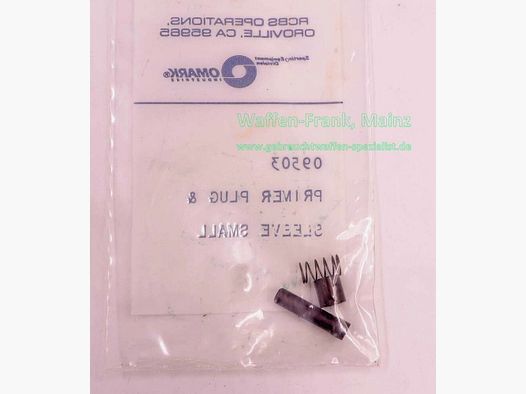 RCBS OPERATIONS.
OROVILLE. CA 95965
Sporting Equipment
Division
OMARK®
INDUSTRIES
Waffen-Frank, Mainz
www.gebrauchtwaffen-spezialist.de
09503
PRIMER PLUG &
SLEEVE SMALL